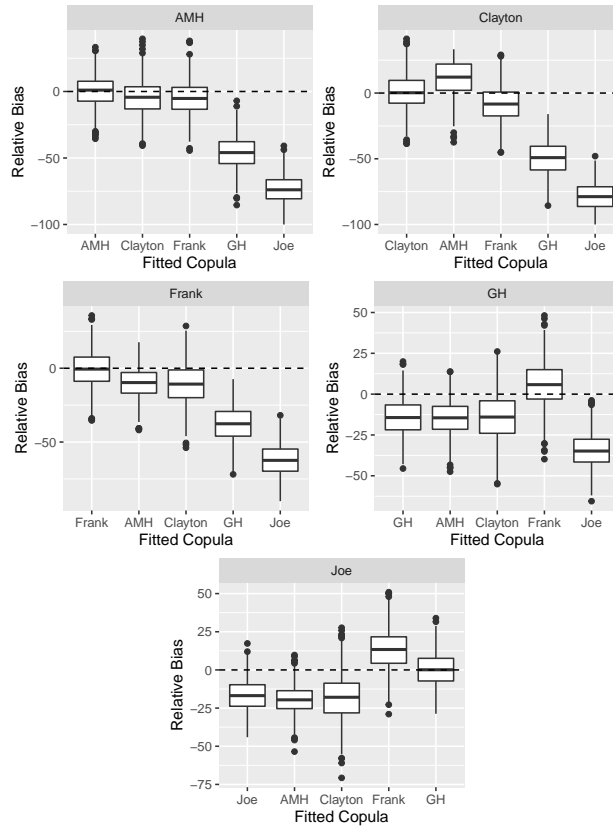 AMH
Relative Bias
0
−50
−100
AMH Clayton Frank GH Joe
Fitted Copula
Clayton
Relative Bias
0
−50
−100
Clayton AMH Frank GH Joe
Fitted Copula
Frank
Relative Bias
0
−50
Frank AMH Clayton GH Joe
Fitted Copula
GH
Relative Bias
50
25
0
−25
−50
GH AMH Clayton Frank Joe
Fitted Copula
Joe
Relative Bias
50
25
0
−25
−50
−75
Joe AMH Clayton Frank GH
Fitted Copula